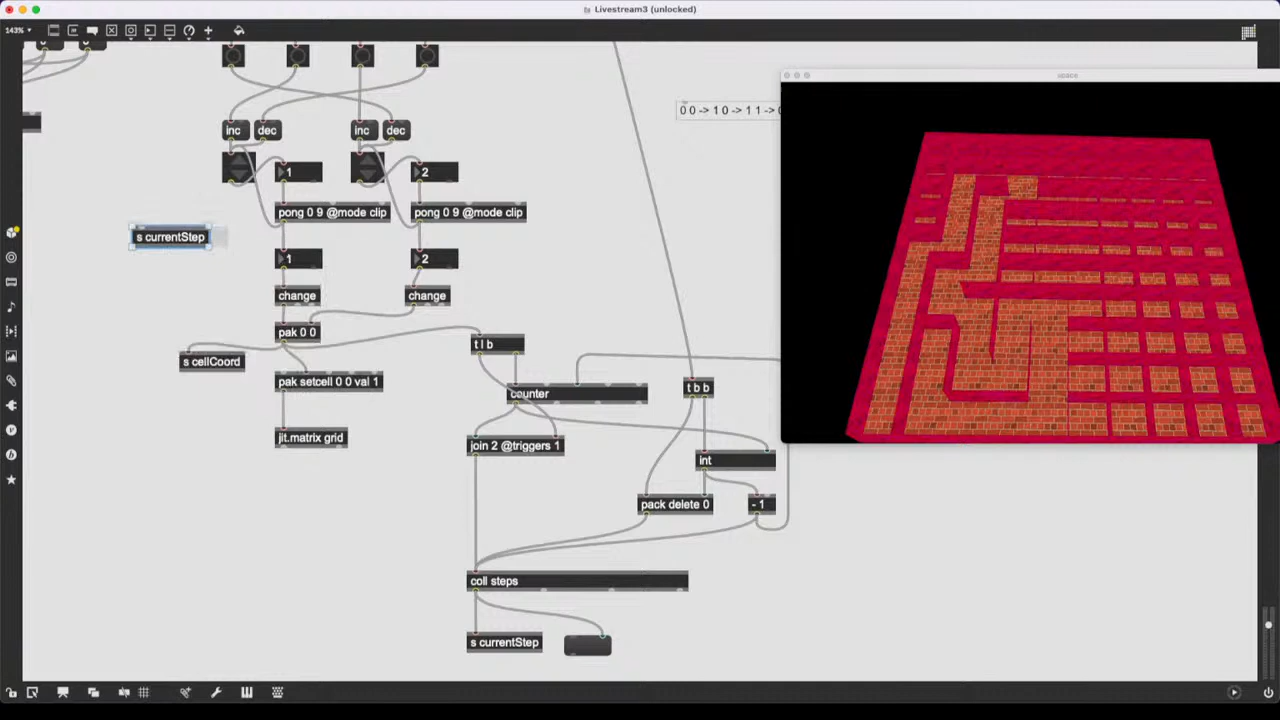 Livestream3 (unlocked)
143%
space
0 0 -> 1 0 -> 1 1 -> 0
inc dec inc dec
1 2
pong 0 9 @mode clip pong 0 9 @mode clip
s currentStep
1 2
change change
pak 0 0
t l b
s cellCoord
pak setcell 0 0 val 1
counter
t b b
jit.matrix grid
join 2 @triggers 1
int
pack delete 0
- 1
coll steps
s currentStep